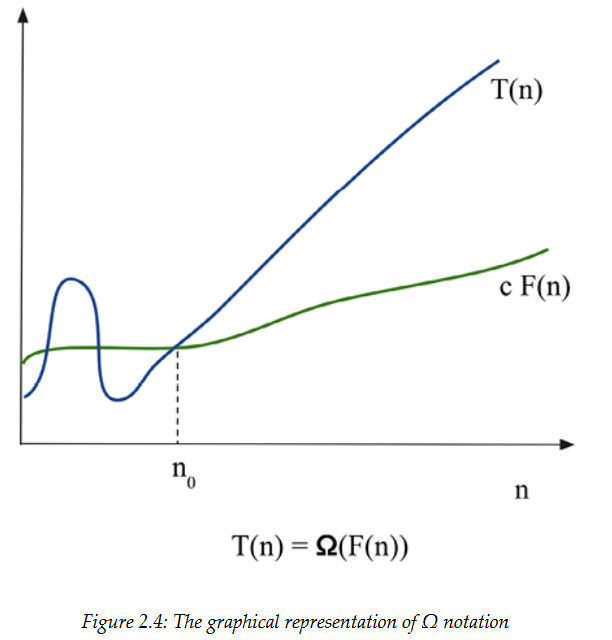 T(n)
c F(n)
n₀
n
T(n) = Ω(F(n))
Figure 2.4: The graphical representation of Ω notation